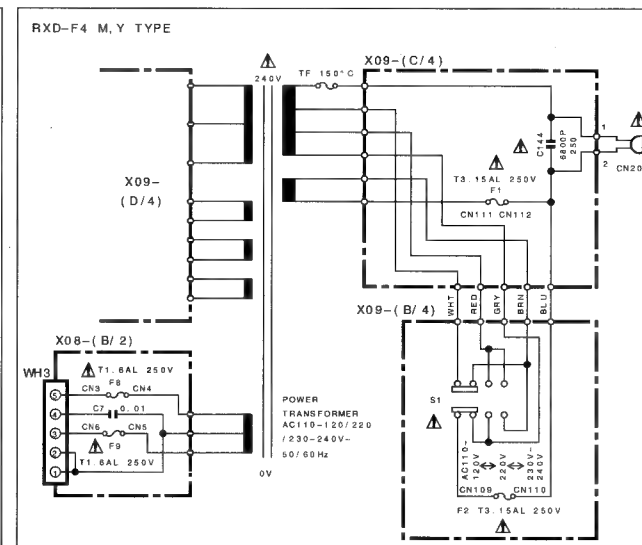 RXD-F4 M,Y TYPE
240V
TF 150°C
X09-(C/4)
X09-
(D/4)
C144
6800P
250
1
2
CN20
T3.15AL 250V
F1
CN111 CN112
WHT
RED
GRY
BRN
BLU
X09-(B/4)
X08-(B/2)
WH3
T1.6AL 250V
5
CN3
F8
CN4
4
C7
0.01
3
CN6
CN5
F9
2
T1.6AL 250V
1
POWER
TRANSFORMER
AC110-120/220
/230-240V~
50/60Hz
0V
S1
AC110-
120V
220V
230V-
240V
CN109
CN110
F2 T3.15AL 250V